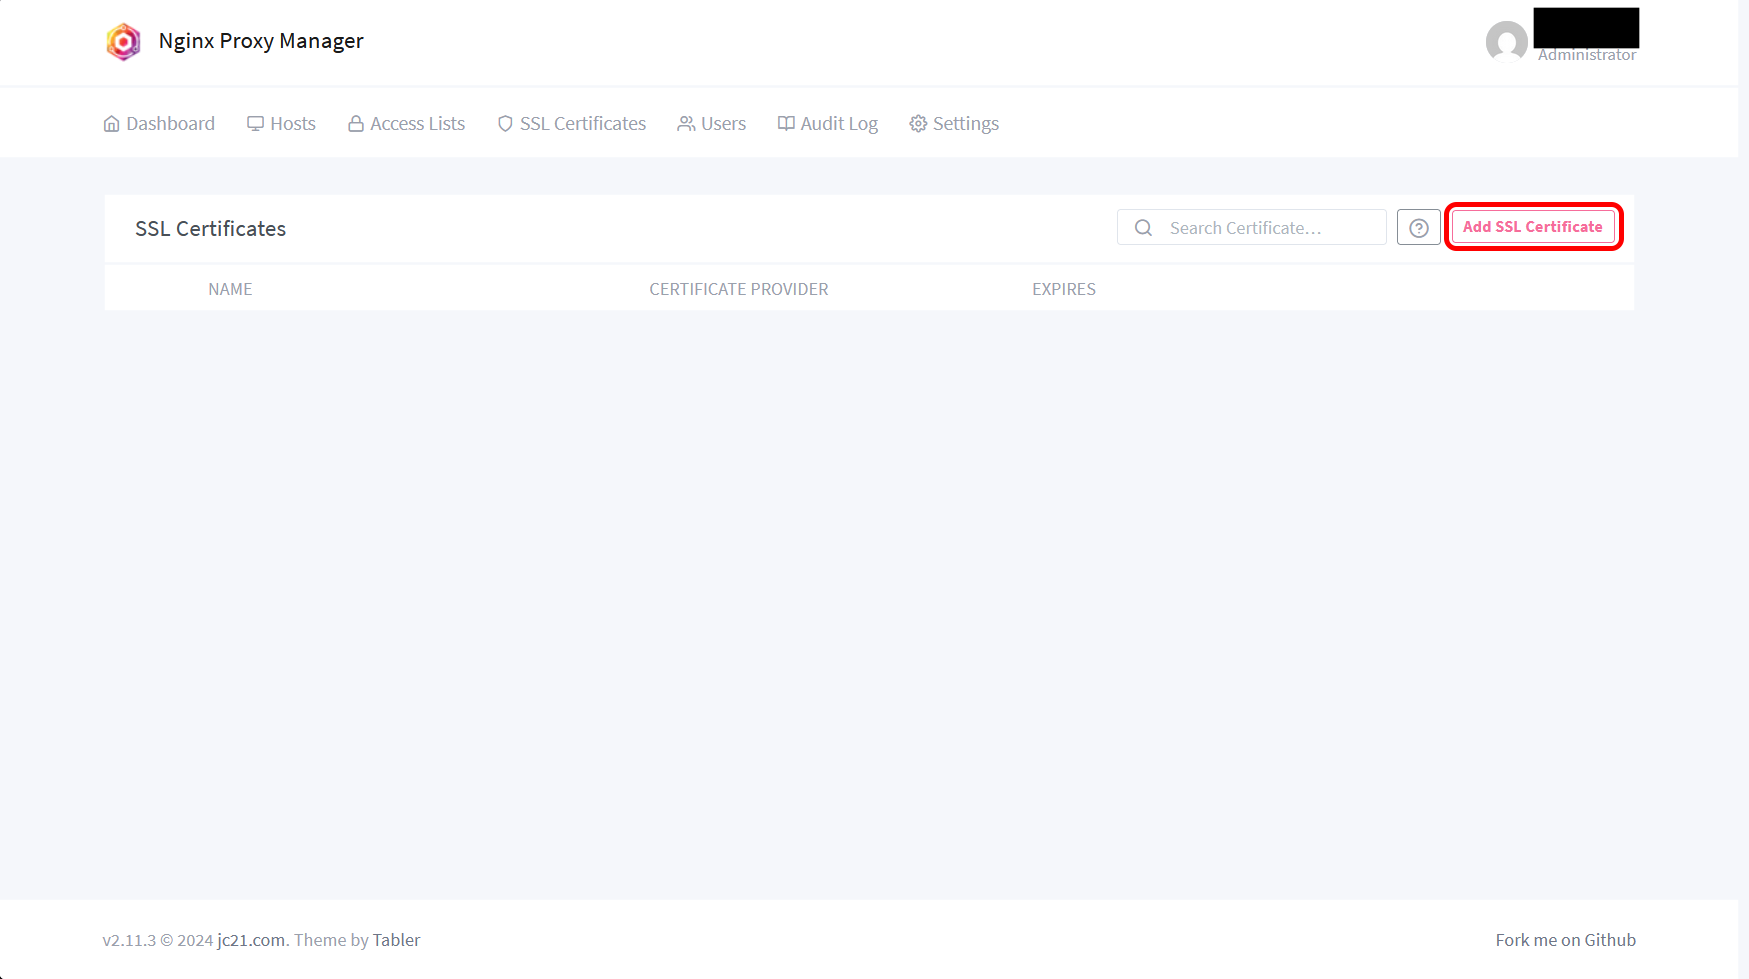 Nginx Proxy Manager
Administrator
Dashboard Hosts Access Lists SSL Certificates Users Audit Log Settings
SSL Certificates Search Certificate… Add SSL Certificate
NAME CERTIFICATE PROVIDER EXPIRES
v2.11.3 © 2024 jc21.com. Theme by Tabler Fork me on Github